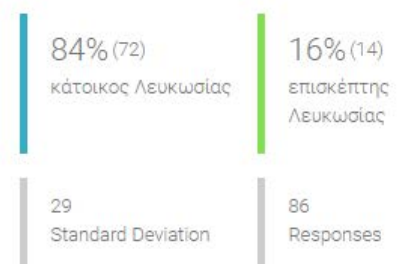 84% (72)
κάτοικος Λευκωσίας
16% (14)
επισκέπτης
Λευκωσίας
29
Standard Deviation
86
Responses